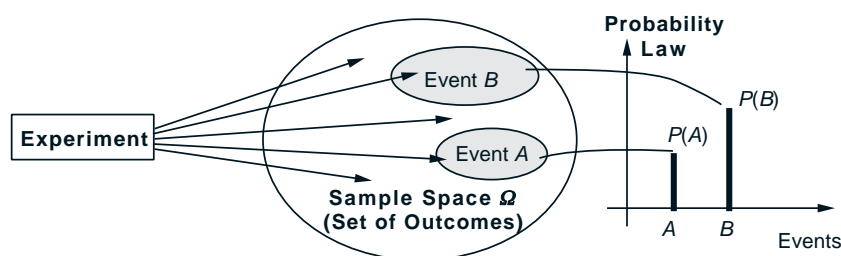 Experiment
Event B
Event A
Sample Space Ω
(Set of Outcomes)
Probability
Law
P(B)
P(A)
A
B
Events